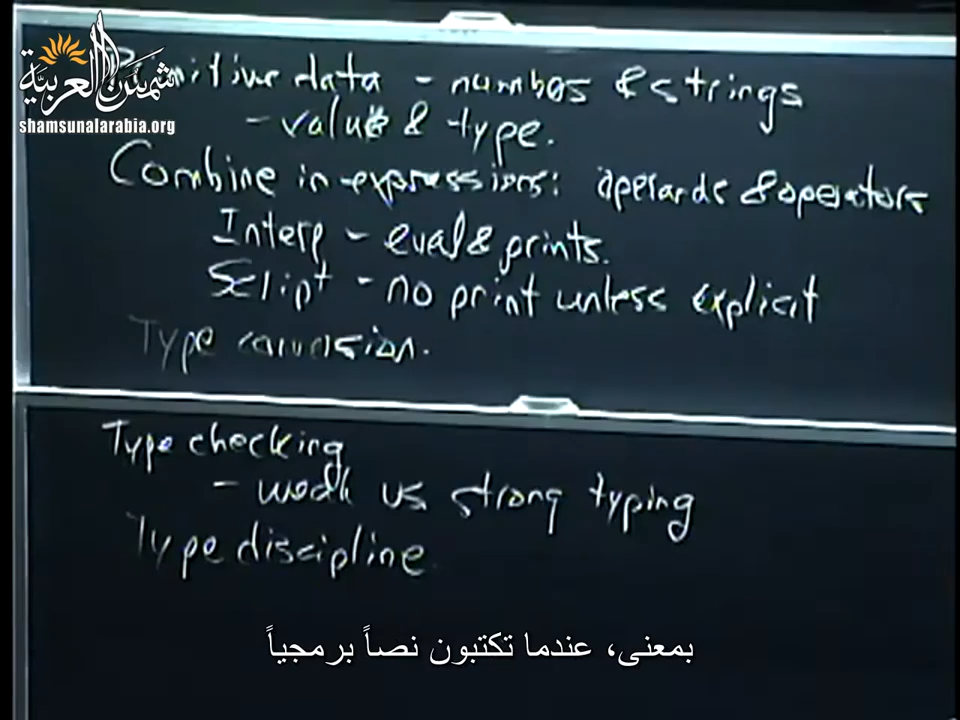 شمسنا العربية
shamsunalarabia.org
Primitive data - numbers & strings
- value & type.
Combine in expressions: operands & operators
Interp - eval & prints.
Script - no print unless explicit
Type conversion.
Type checking
- weak vs strong typing
Type discipline
بمعنى، عندما تكتبون نصاً برمجياً